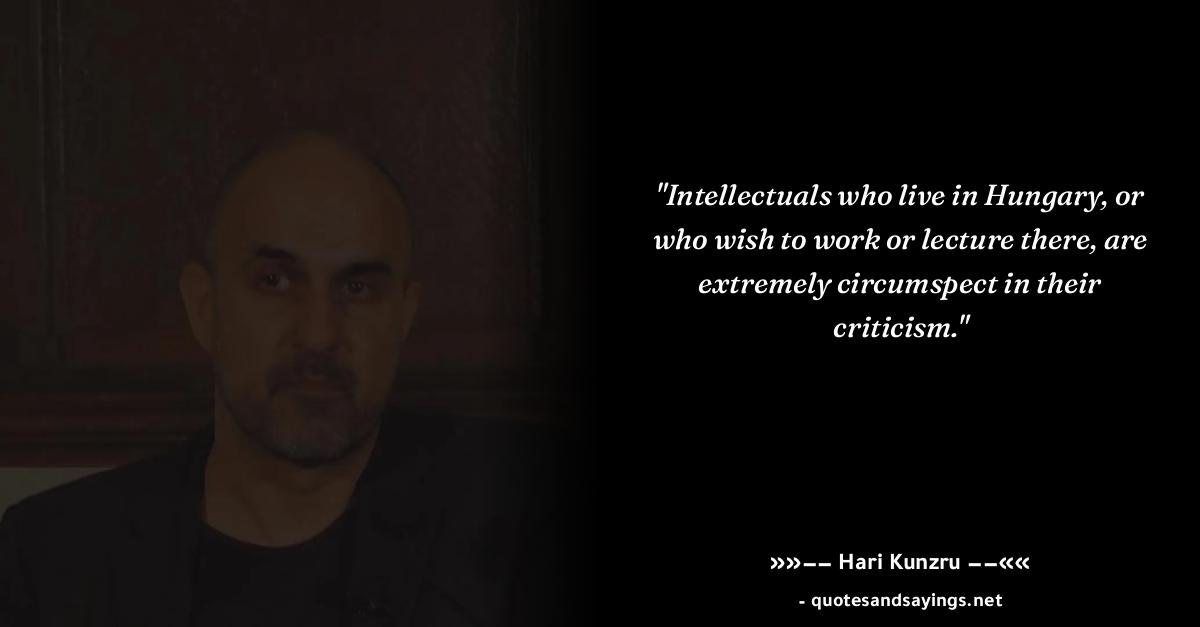 "Intellectuals who live in Hungary, or
who wish to work or lecture there, are
extremely circumspect in their
criticism."
»»–– Hari Kunzru ––««
- quotesandsayings.net